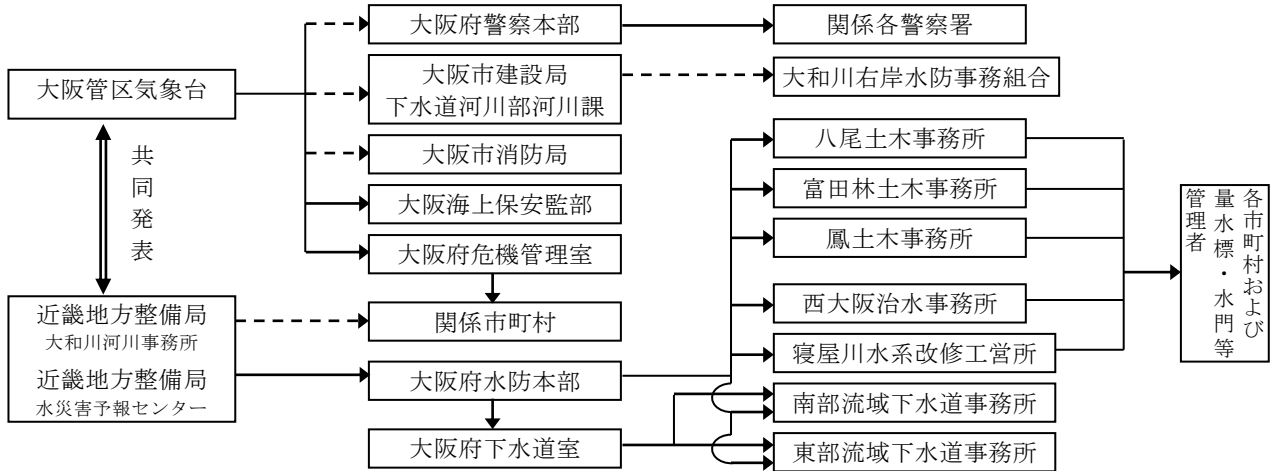 大阪管区気象台
共同発表
近畿地方整備局
大和川河川事務所
近畿地方整備局
水災害予報センター
大阪府警察本部
大阪市建設局
下水道河川部河川課
大阪市消防局
大阪海上保安監部
大阪府危機管理室
関係市町村
大阪府水防本部
大阪府下水道室
関係各警察署
大和川右岸水防事務組合
八尾土木事務所
富田林土木事務所
鳳土木事務所
西大阪治水事務所
寝屋川水系改修工営所
南部流域下水道事務所
東部流域下水道事務所
各市町村および
量水標・水門等
管理者